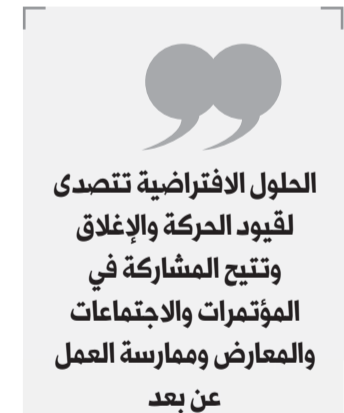 الحلول الافتراضية تتصدى
لقيود الحركة والإغلاق
وتتيح المشاركة في
المؤتمرات والاجتماعات
والمعارض وممارسة العمل
عن بعد